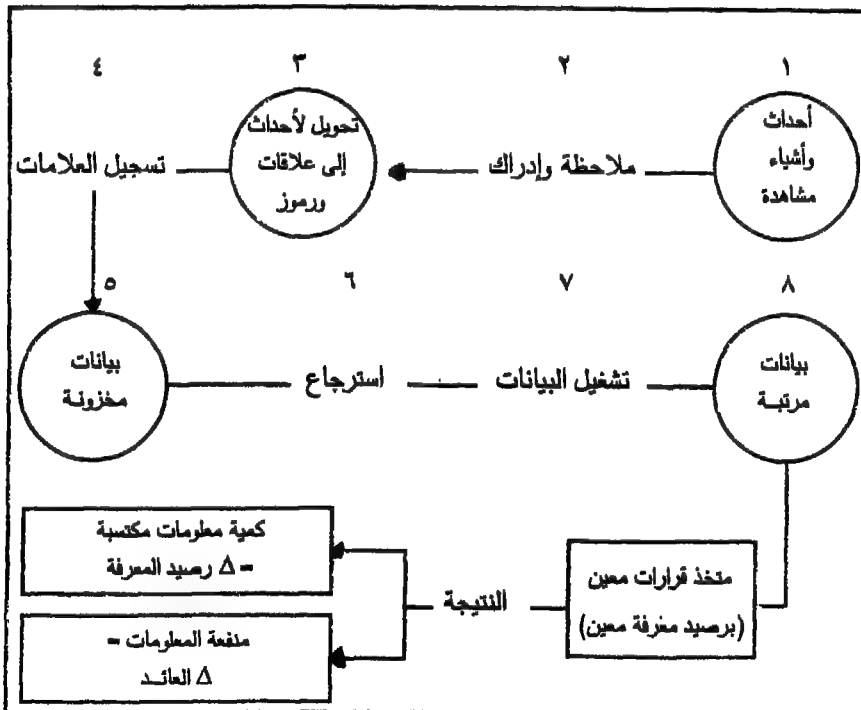 ١ ٢ ٣ ٤
أحداث
وأشياء
مشاهدة
ملاحظة وإدراك
تحويل لأحداث
إلى علاقات
ورموز
تسجيل العلامات
٨ ٧ ٦ ٥
بيانات
مرتبة
تشغيل البيانات
استرجاع
بيانات
مخزونة
متخذ قرارات معين
(برصيد مغرفة معين)
النتيجة
كمية معلومات مكتسبة
= Δ رصيد المعرفة
منفعة المعلومات =
Δ العائد